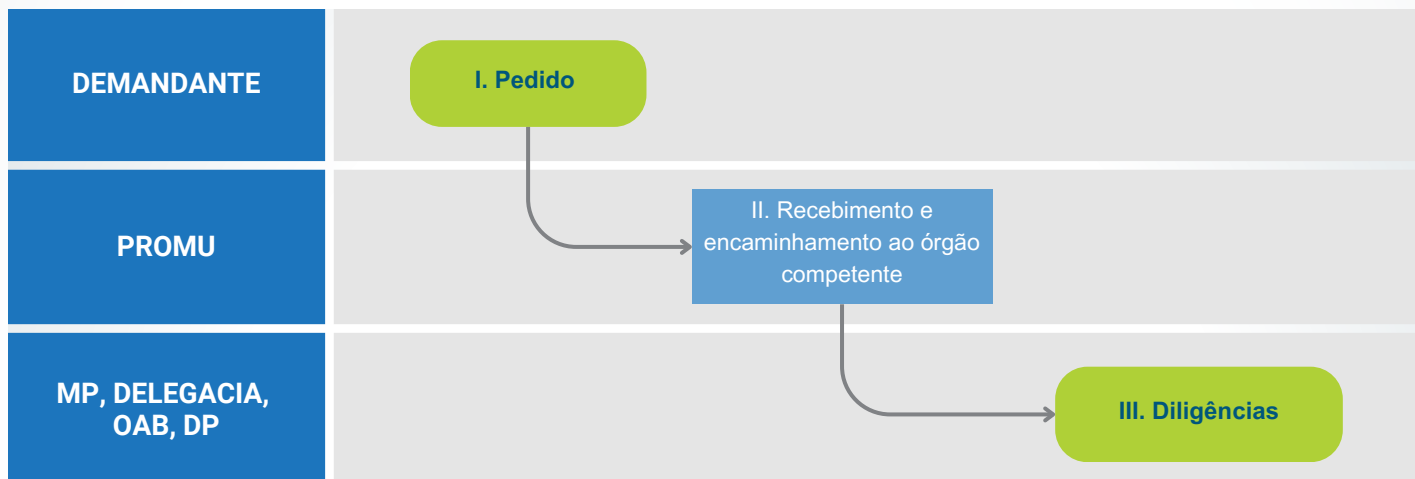 DEMANDANTE
I. Pedido
PROMU
II. Recebimento e
encaminhamento ao órgão
competente
MP, DELEGACIA,
OAB, DP
III. Diligências